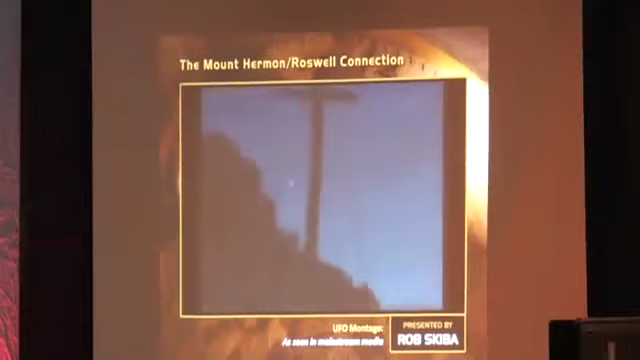 The Mount Hermon/Roswell Connection
UFO Montage:
As seen in mainstream media
PRESENTED BY
ROB SKIBA